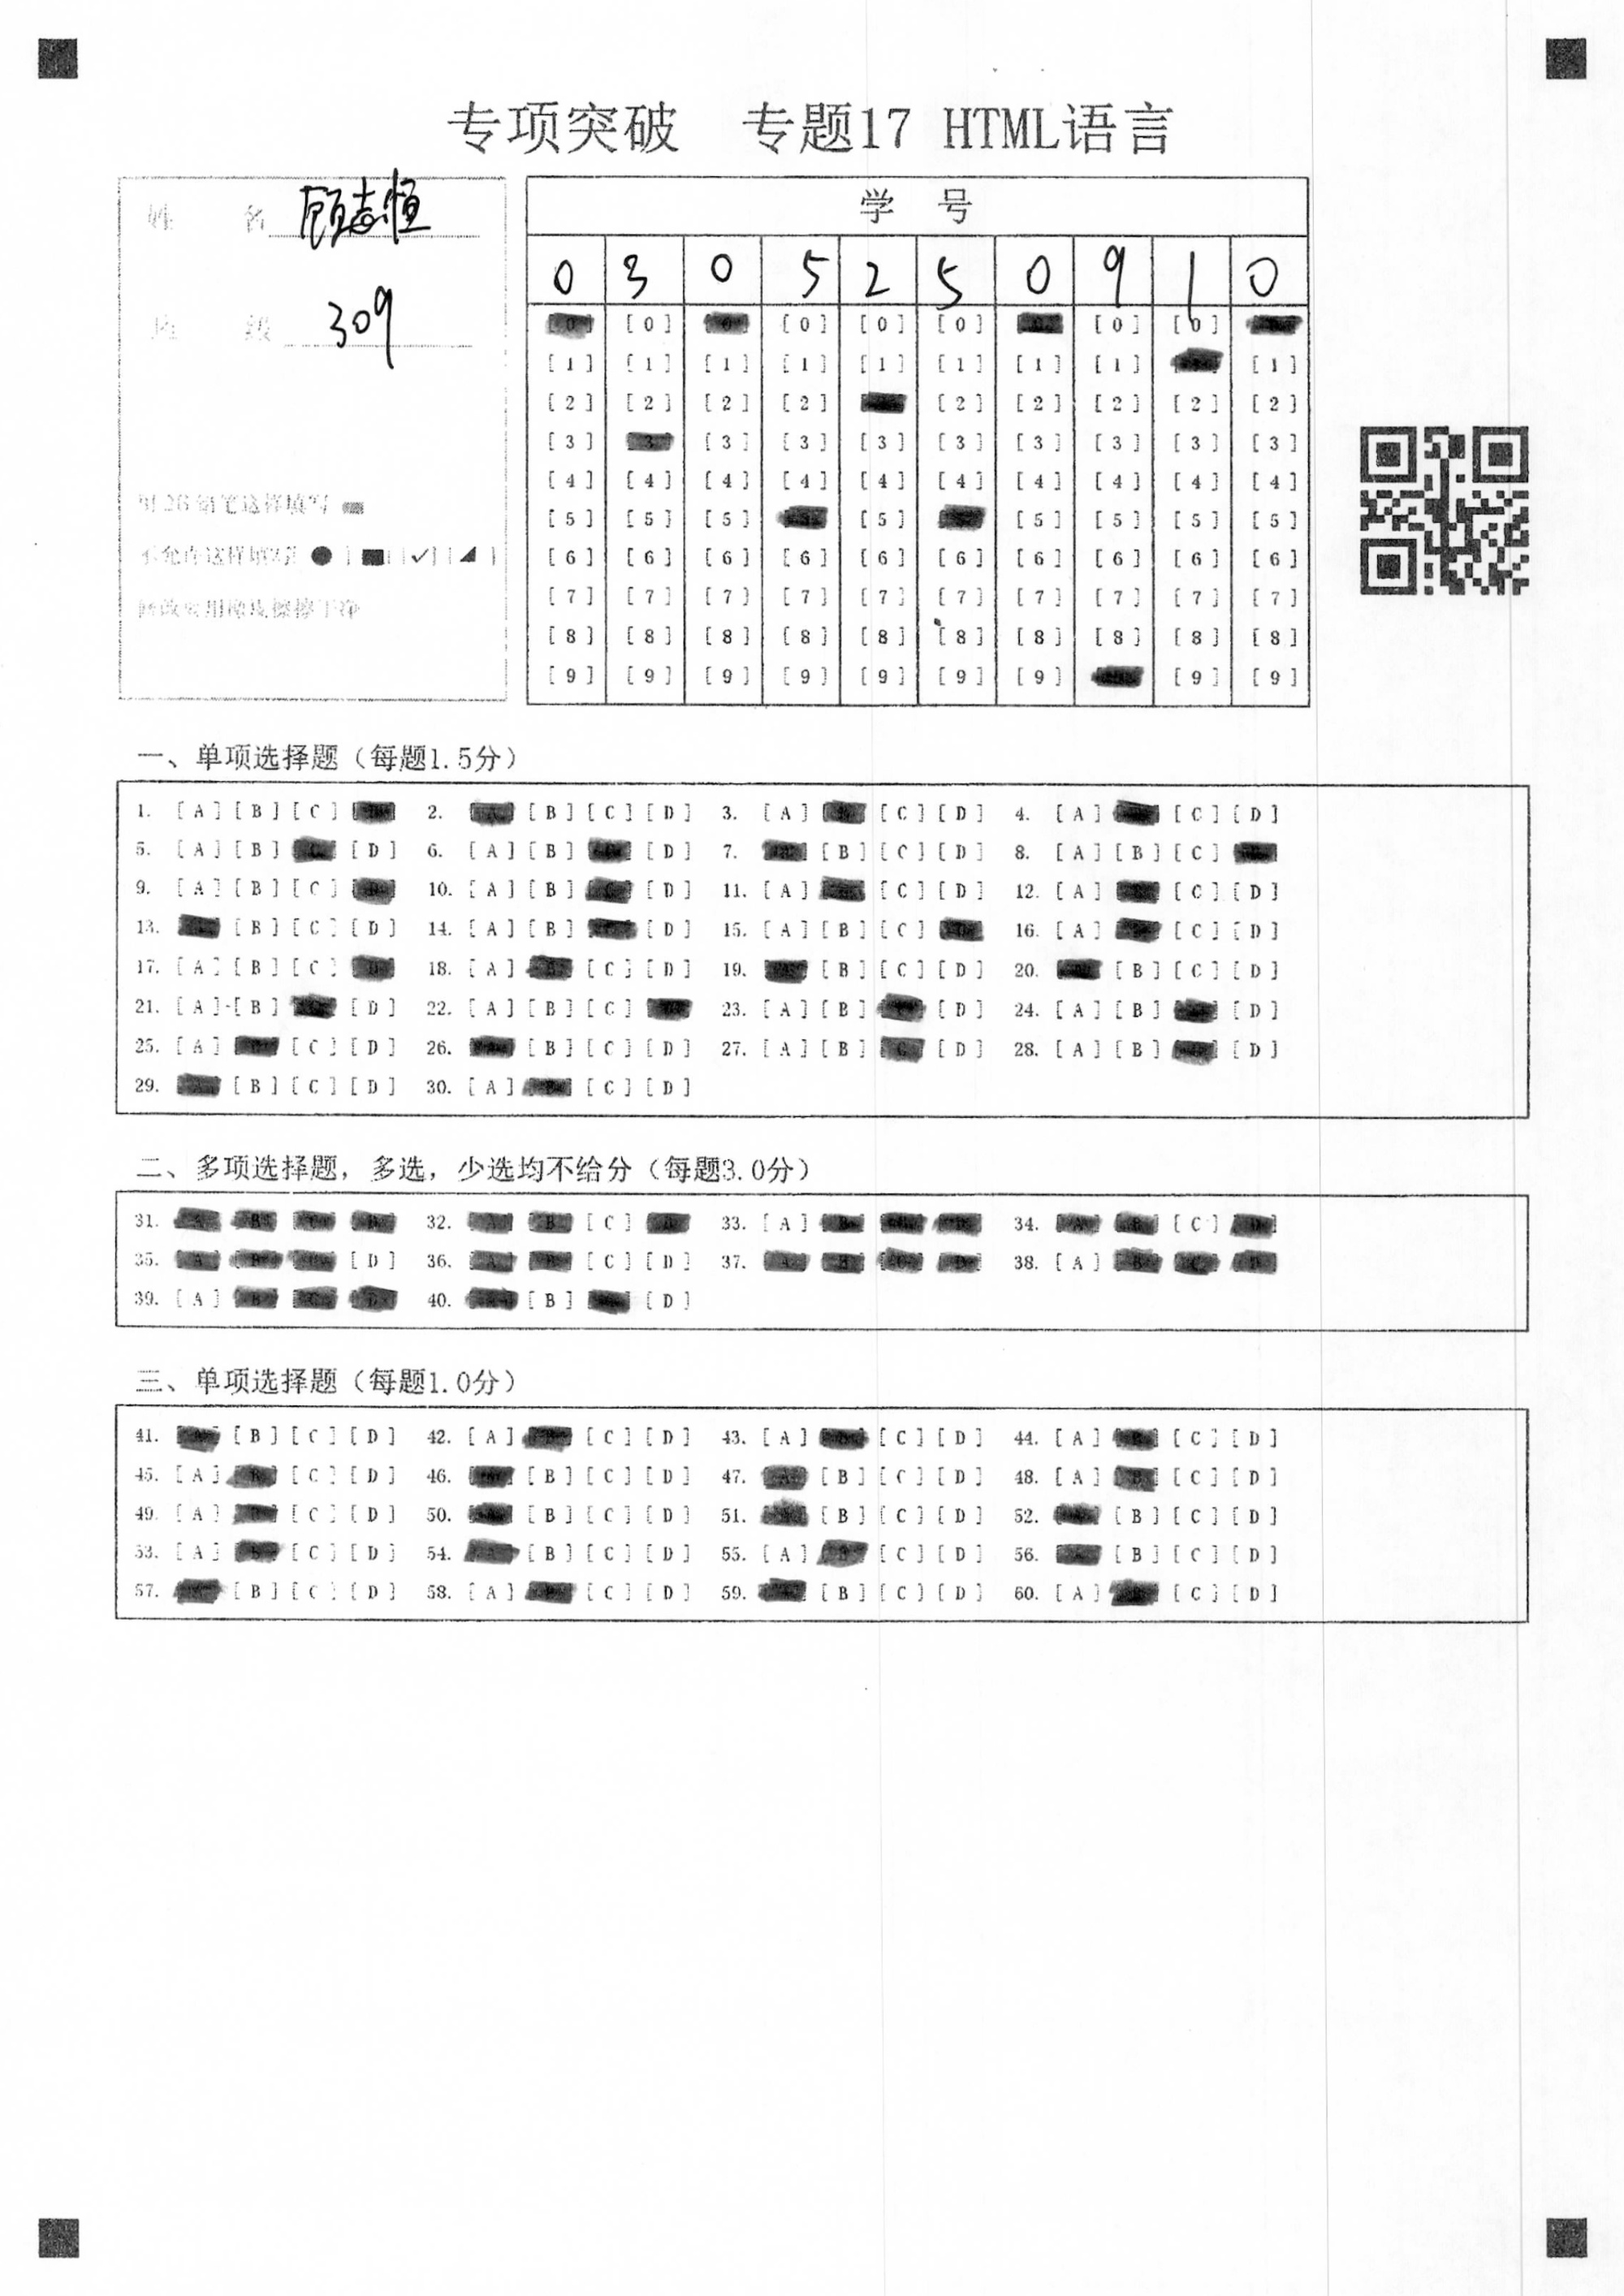 专项突破 专题17 HTML语言
姓 名 顾志恒
班 级 309
用2B铅笔这样填写
不允许这样填写
修改要用橡皮擦擦干净
学 号
0 3 0 5 2 5 0 9 1 0
[0] [0] [0] [0] [0] [0]
[1] [1] [1] [1] [1] [1] [1] [1] [1]
[2] [2] [2] [2] [2] [2] [2] [2] [2]
[3] [3] [3] [3] [3] [3] [3] [3] [3]
[4] [4] [4] [4] [4] [4] [4] [4] [4] [4]
[5] [5] [5] [5] [5] [5] [5] [5]
[6] [6] [6] [6] [6] [6] [6] [6] [6] [6]
[7] [7] [7] [7] [7] [7] [7] [7] [7] [7]
[8] [8] [8] [8] [8] [8] [8] [8] [8] [8]
[9] [9] [9] [9] [9] [9] [9] [9] [9]
一、单项选择题（每题1.5分）
1. [A] [B] [C] 2. [B] [C] [D] 3. [A] [C] [D] 4. [A] [C] [D]
5. [A] [B] [D] 6. [A] [B] [D] 7. [B] [C] [D] 8. [A] [B] [C]
9. [A] [B] [C] 10. [A] [B] [D] 11. [A] [C] [D] 12. [A] [C] [D]
13. [B] [C] [D] 14. [A] [B] [D] 15. [A] [B] [C] 16. [A] [C] [D]
17. [A] [B] [C] 18. [A] [C] [D] 19. [B] [C] [D] 20. [B] [C] [D]
21. [A] [B] [D] 22. [A] [B] [C] 23. [A] [B] [D] 24. [A] [B] [D]
25. [A] [C] [D] 26. [B] [C] [D] 27. [A] [B] [D] 28. [A] [B] [D]
29. [B] [C] [D] 30. [A] [C] [D]
二、多项选择题，多选，少选均不给分（每题3.0分）
31. 32. [C] 33. [A] 34. [C]
35. [D] 36. [C] [D] 37. 38. [A]
39. [A] 40. [B] [D]
三、单项选择题（每题1.0分）
41. [B] [C] [D] 42. [A] [C] [D] 43. [A] [C] [D] 44. [A] [C] [D]
45. [A] [C] [D] 46. [B] [C] [D] 47. [B] [C] [D] 48. [A] [C] [D]
49. [A] [C] [D] 50. [B] [C] [D] 51. [B] [C] [D] 52. [B] [C] [D]
53. [A] [C] [D] 54. [B] [C] [D] 55. [A] [C] [D] 56. [B] [C] [D]
57. [B] [C] [D] 58. [A] [C] [D] 59. [B] [C] [D] 60. [A] [C] [D]